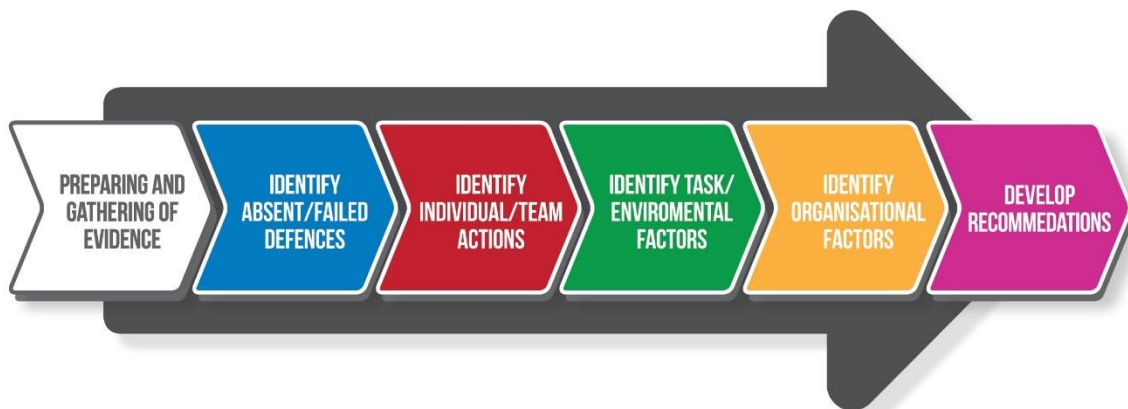 PREPARING AND
GATHERING OF
EVIDENCE
IDENTIFY
ABSENT/FAILED
DEFENCES
IDENTIFY
INDIVIDUAL/TEAM
ACTIONS
IDENTIFY TASK/
ENVIROMENTAL
FACTORS
IDENTIFY
ORGANISATIONAL
FACTORS
DEVELOP
RECOMMEDATIONS